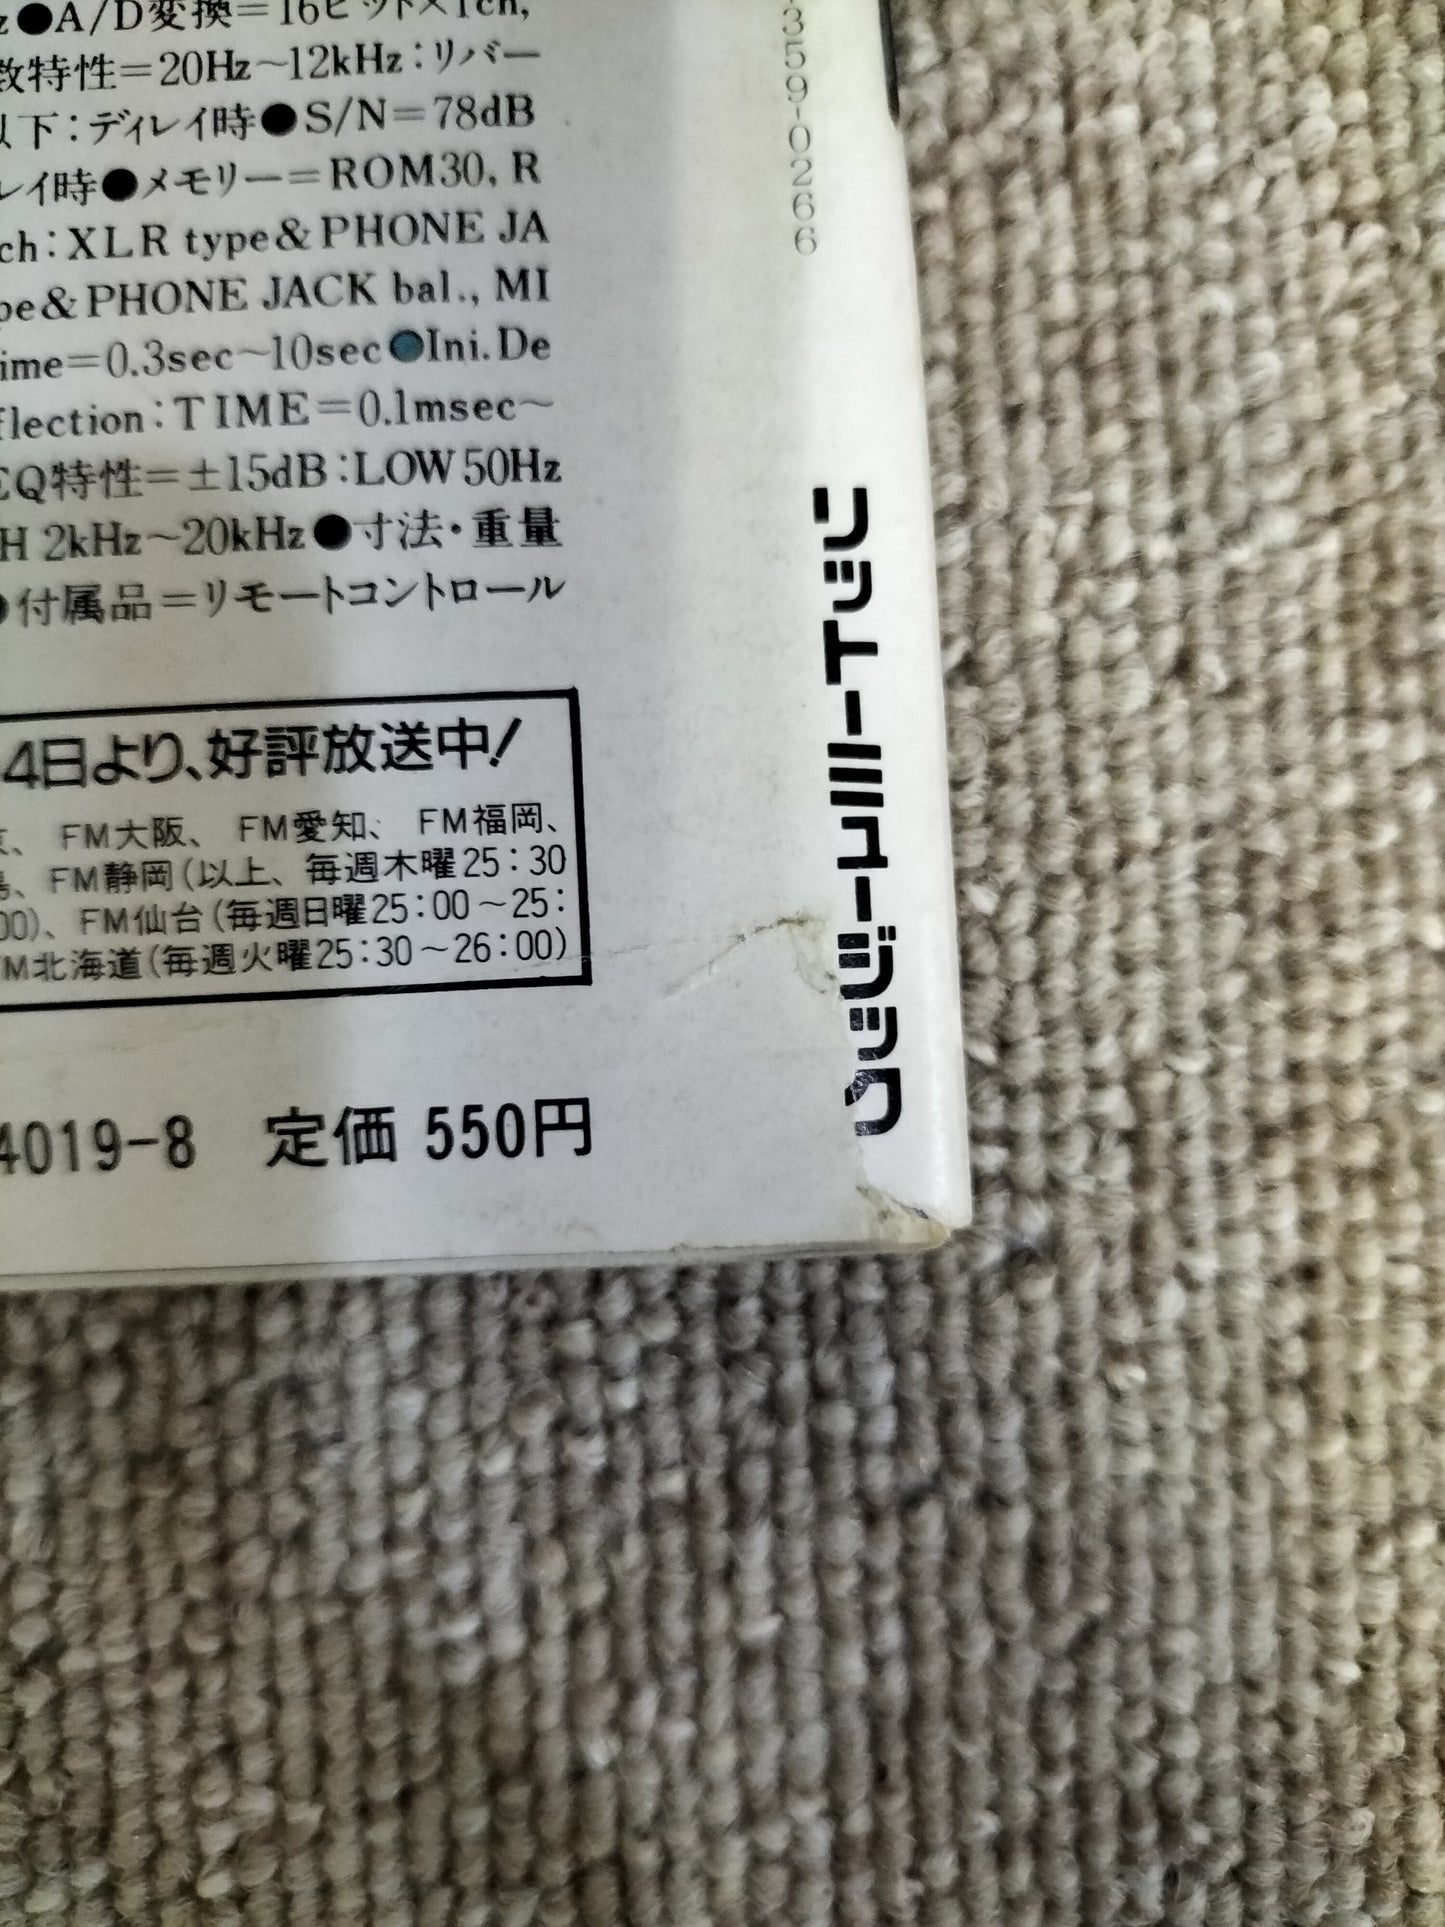 ●A/D変換=16ビット×1ch,
数特性=20Hz~12kHz:リバー
以下:ディレイ時●S/N=78dB
レイ時●メモリー=ROM30, R
ch:XLR type&PHONE JA
pe&PHONE JACK bal., MI
ime=0.3sec~10sec●Ini.De
flection:TIME=0.1msec~
EQ特性=±15dB:LOW50Hz
H 2kHz~20kHz●寸法・重量
●付属品=リモートコントロール
4日より、好評放送中!
、FM大阪、FM愛知、FM福岡、
、FM静岡(以上、毎週木曜25:30
00)、FM仙台(毎週日曜25:00~25:
FM北海道(毎週火曜25:30~26:00)
4019-8 定価 550円
359-0266
リットーミュージック